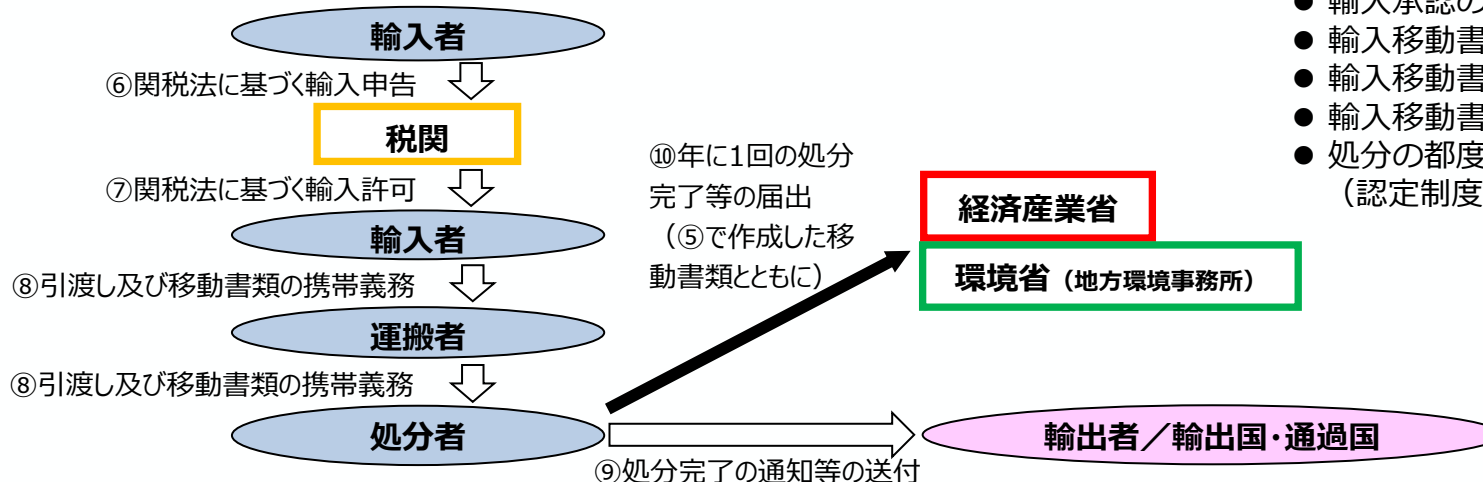 輸入者
⑥関税法に基づく輸入申告
税関
⑦関税法に基づく輸入許可
輸入者
⑧引渡し及び移動書類の携帯義務
運搬者
⑧引渡し及び移動書類の携帯義務
処分者
⑨処分完了の通知等の送付
⑩年に1回の処分
完了等の届出
（⑤で作成した移
動書類とともに）
経済産業省
環境省（地方環境事務所）
輸出者／輸出国・通過国
● 輸入承認の
● 輸入移動書
● 輸入移動書
● 輸入移動書
● 処分の都度
（認定制度